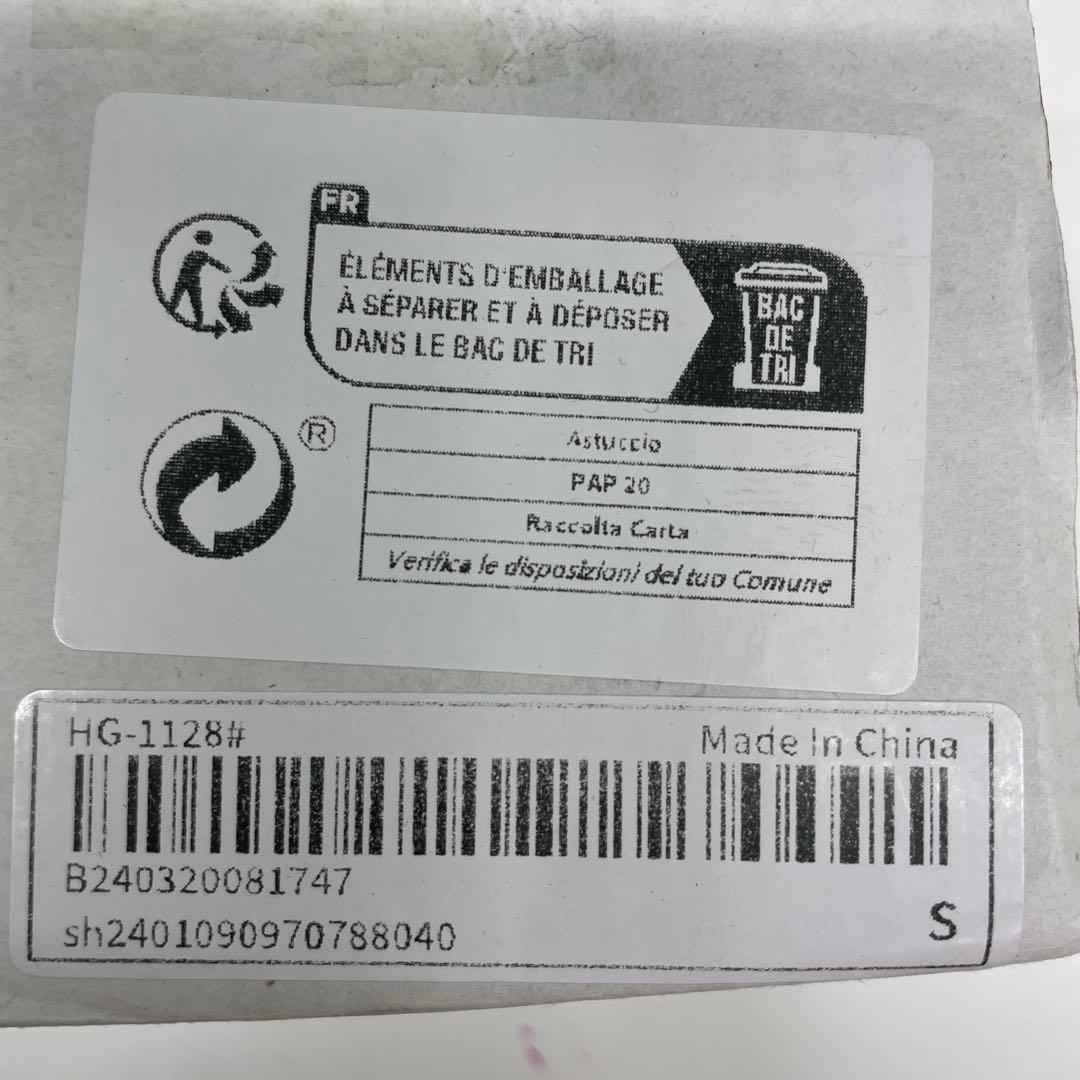 FR
ÉLÉMENTS D'EMBALLAGE
À SÉPARER ET À DÉPOSER
DANS LE BAC DE TRI
BAC
DE
TRI
®
Astuccio
PAP 20
Raccolta Carta
Verifica le disposizioni del tuo Comune
HG-1128#
Made In China
B240320081747
sh2401090970788040
S